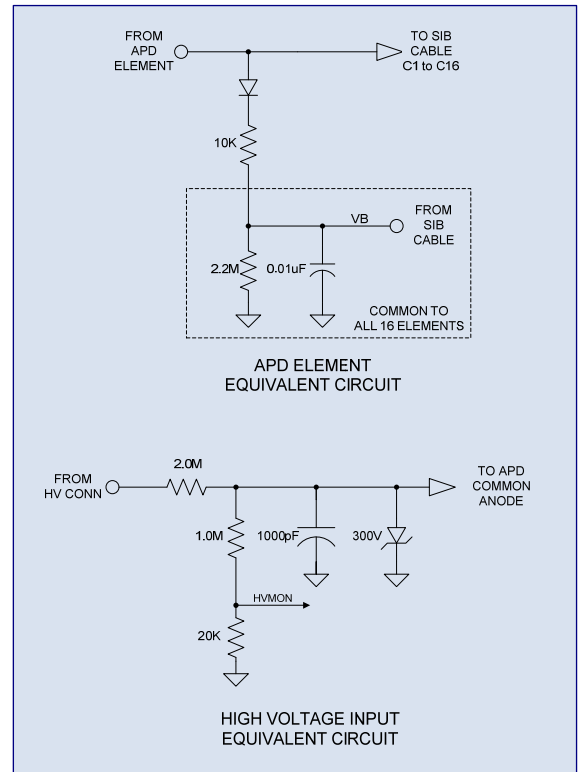 FROM
APD
ELEMENT
TO SIB
CABLE
C1 to C16
10K
VB
FROM
SIB
CABLE
2.2M
0.01uF
COMMON TO
ALL 16 ELEMENTS
APD ELEMENT
EQUIVALENT CIRCUIT
FROM
HV CONN
2.0M
TO APD
COMMON
ANODE
1.0M
1000pF
300V
HVMON
20K
HIGH VOLTAGE INPUT
EQUIVALENT CIRCUIT